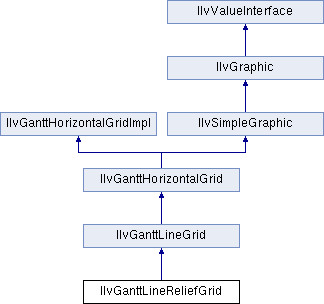 IlvValueInterface
IlvGraphic
IlvGanttHorizontalGridImpl
IlvSimpleGraphic
IlvGanttHorizontalGrid
IlvGanttLineGrid
IlvGanttLineReliefGrid